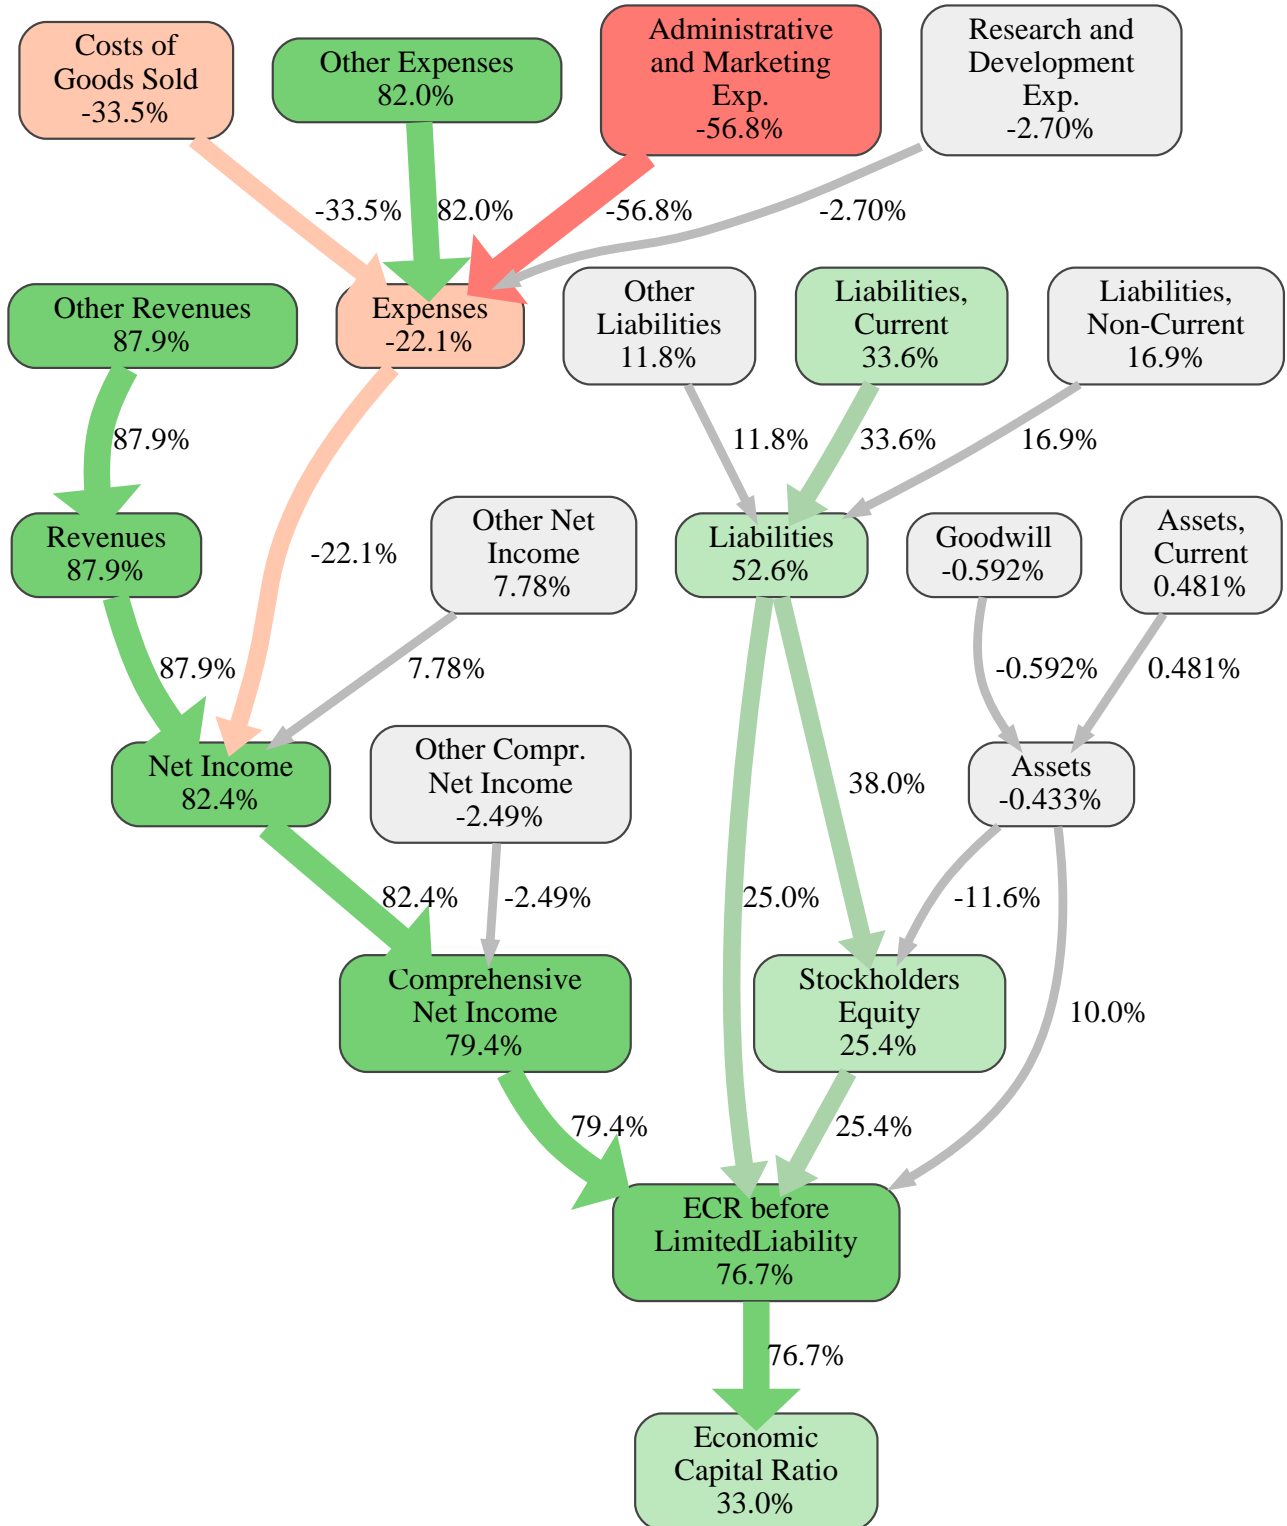 Costs of
Goods Sold
-33.5%
Other Expenses
82.0%
Administrative
and Marketing
Exp.
-56.8%
Research and
Development
Exp.
-2.70%
-33.5%
82.0%
-56.8%
-2.70%
Other Revenues
87.9%
Expenses
-22.1%
Other
Liabilities
11.8%
Liabilities,
Current
33.6%
Liabilities,
Non-Current
16.9%
87.9%
11.8%
33.6%
16.9%
Revenues
87.9%
-22.1%
Other Net
Income
7.78%
Liabilities
52.6%
Goodwill
-0.592%
Assets,
Current
0.481%
87.9%
7.78%
-0.592%
0.481%
Net Income
82.4%
Other Compr.
Net Income
-2.49%
38.0%
Assets
-0.433%
82.4%
-2.49%
25.0%
-11.6%
Comprehensive
Net Income
79.4%
Stockholders
Equity
25.4%
10.0%
79.4%
25.4%
ECR before
LimitedLiability
76.7%
76.7%
Economic
Capital Ratio
33.0%